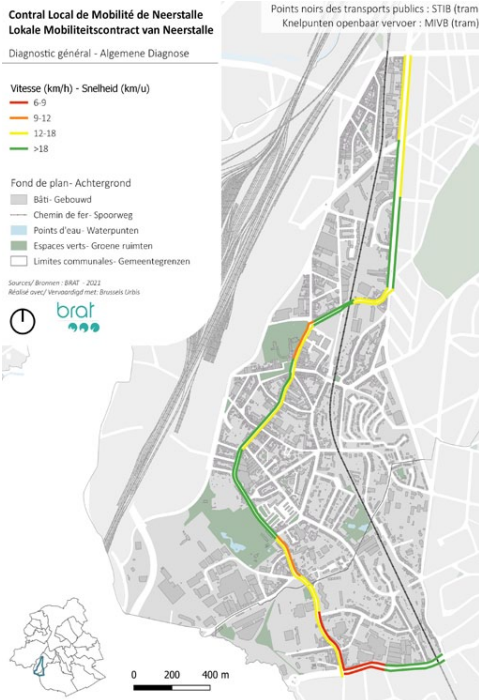 Contral Local de Mobilité de Neerstalle
Lokale Mobiliteitscontract van Neerstalle
Diagnostic général - Algemene Diagnose
Points noirs des transports publics : STIB (tram
Knelpunten openbaar vervoer : MIVB (tram)
Vitesse (km/h) - Snelheid (km/u)
6-9
9-12
12-18
>18
Fond de plan- Achtergrond
Bâti- Gebouwd
Chemin de fer- Spoorweg
Points d'eau- Waterpunten
Espaces verts- Groene ruimten
Limites communales- Gemeentegrenzen
Sources/ Bronnen : BRAT - 2021
Réalisé avec/ Vervaardigd met: Brussels Urbis
brat
0 200 400 m